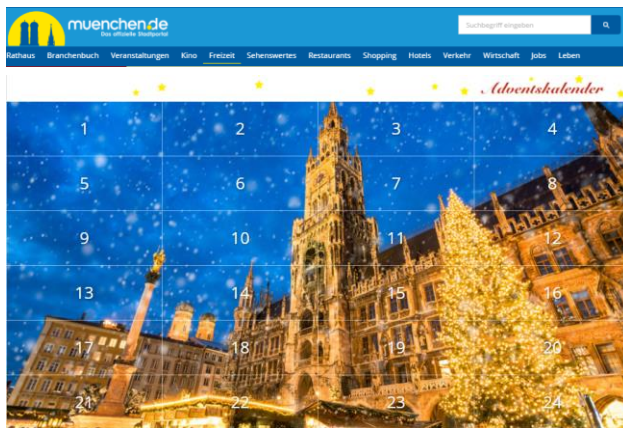 muenchen.de
Das offizielle Stadtportal
Suchbegriff eingeben
Rathaus Branchenbuch Veranstaltungen Kino Freizeit Sehenswertes Restaurants Shopping Hotels Verkehr Wirtschaft Jobs Leben
Adventskalender
1 2 3 4
5 6 7 8
9 10 11 12
13 14 15 16
17 18 19 20
21 22 23 24